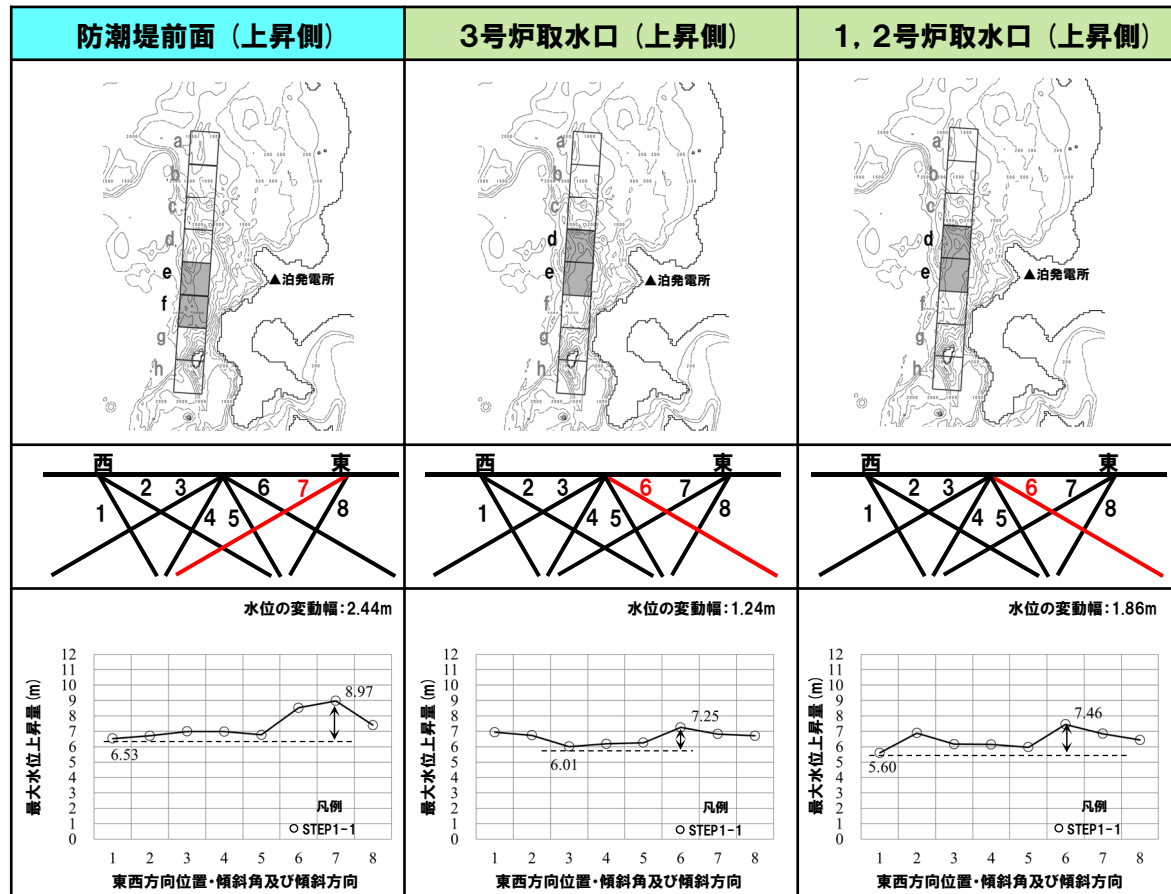 防潮堤前面（上昇側）
3号炉取水口（上昇側）
1，2号炉取水口（上昇側）
a
b
c
d
e
f
g
h
▲泊発電所
a
b
c
d
e
f
g
h
▲泊発電所
a
b
c
d
e
f
g
h
▲泊発電所
西 東
1 2 3 4 5 6 7 8
西 東
1 2 3 4 5 6 7 8
西 東
1 2 3 4 5 6 7 8
水位の変動幅：2.44m
最大水位上昇量(m)
12
11
10
9
8
7
6
5
4
3
2
1
0
8.97
6.53
凡例
○STEP1-1
1 2 3 4 5 6 7 8
東西方向位置・傾斜角及び傾斜方向
水位の変動幅：1.24m
最大水位上昇量(m)
12
11
10
9
8
7
6
5
4
3
2
1
0
7.25
6.01
凡例
○STEP1-1
1 2 3 4 5 6 7 8
東西方向位置・傾斜角及び傾斜方向
水位の変動幅：1.86m
最大水位上昇量(m)
12
11
10
9
8
7
6
5
4
3
2
1
0
7.46
5.60
凡例
○STEP1-1
1 2 3 4 5 6 7 8
東西方向位置・傾斜角及び傾斜方向